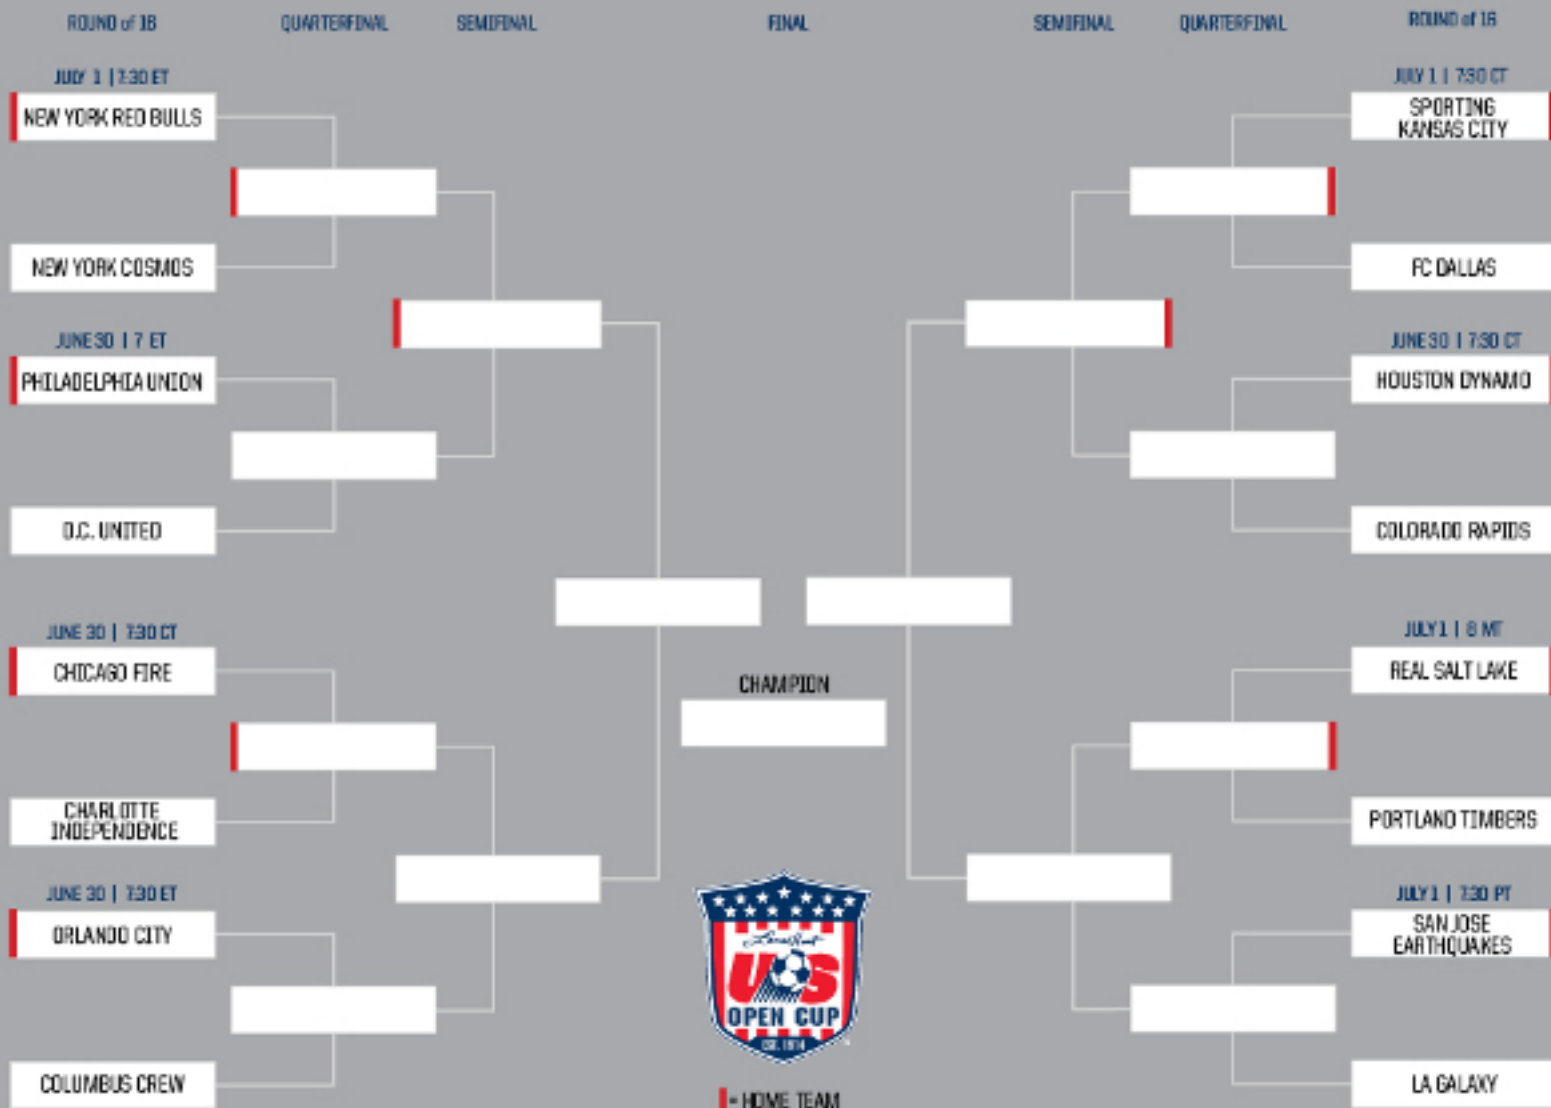 ROUND of 16
QUARTERFINAL
SEMIFINAL
FINAL
SEMIFINAL
QUARTERFINAL
ROUND of 16
JULY 1 | 7:30 ET
NEW YORK RED BULLS
NEW YORK COSMOS
JUNE 30 | 7 ET
PHILADELPHIA UNION
D.C. UNITED
JUNE 30 | 7:30 CT
CHICAGO FIRE
CHARLOTTE
INDEPENDENCE
JUNE 30 | 7:30 ET
ORLANDO CITY
COLUMBUS CREW
CHAMPION
US
OPEN CUP
EST. 1914
= HOME TEAM
JULY 1 | 7:30 CT
SPORTING
KANSAS CITY
FC DALLAS
JUNE 30 | 7:30 CT
HOUSTON DYNAMO
COLORADO RAPIDS
JULY 1 | 8 MT
REAL SALT LAKE
PORTLAND TIMBERS
JULY 1 | 7:30 PT
SAN JOSE
EARTHQUAKES
LA GALAXY